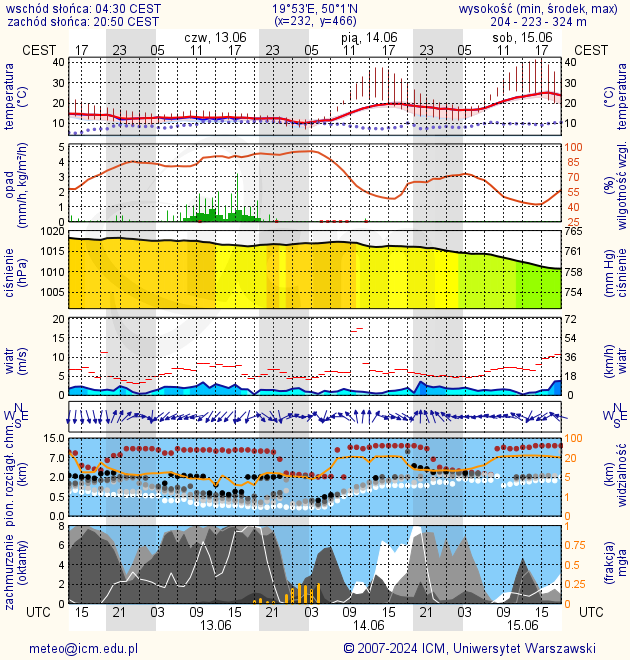 wschód słońca: 04:30 CEST 19°53'E, 50°1'N wysokość (min, środek, max)
zachód słońca: 20:50 CEST (x=232, y=466) 204 - 223 - 324 m
czw, 13.06 pią, 14.06 sob, 15.06
CEST 17 23 05 11 17 23 05 11 17 23 05 11 17 CEST
temperatura
(°C)
40 40
30 30
20 20
10 10
temperatura
(°C)
opad
(mm/h, kg/m²/h)
5 100
4 85
3 70
2 55
1 40
0 25
(%)
wilgotność wzgl.
ciśnienie
(hPa)
1020 765
1015 761
1010 758
1005 754
(mm Hg)
ciśnienie
wiatr
(m/s)
20 72
15 54
10 36
5 18
0 0
(km/h)
wiatr
N N
W E W E
S S
pion. rozciągł. chm.
(km)
15.0 100
7.0 20
2.0 5
0.5 1
0.0 0
(km)
widzialność
zachmurzenie
(oktanty)
8 1
6 0.75
4 0.5
2 0.25
0 0
(frakcja)
mgła
UTC 15 21 03 09 15 21 03 09 15 21 03 09 15 UTC
13.06 14.06 15.06
meteo@icm.edu.pl © 2007-2024 ICM, Uniwersytet Warszawski